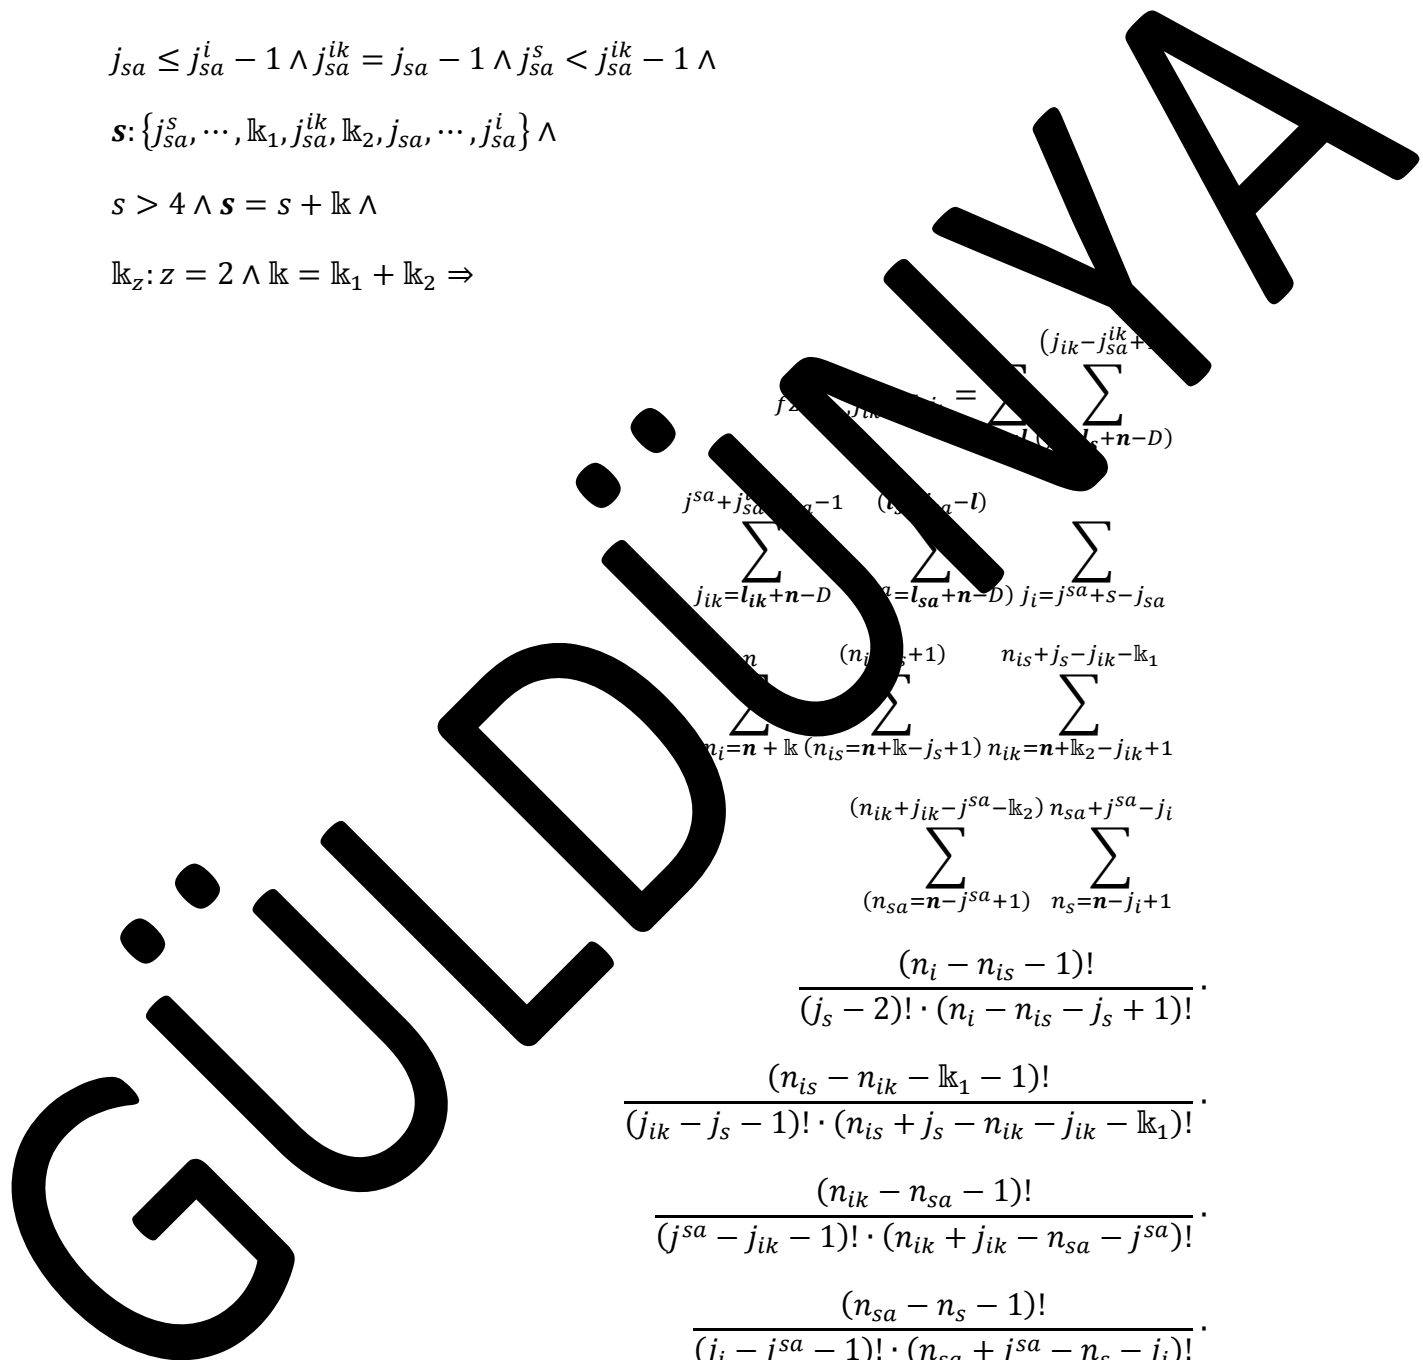 j_{sa} ≤ j_{sa}^{i} − 1 ∧ j_{sa}^{ik} = j_{sa} − 1 ∧ j_{sa}^{s} < j_{sa}^{ik} − 1 ∧
s: {j_{sa}^{s}, ⋯, 𝕜_1, j_{sa}^{ik}, 𝕜_2, j_{sa}, ⋯, j_{sa}^{i}} ∧
s > 4 ∧ s = s + 𝕜 ∧
𝕜_z: z = 2 ∧ 𝕜 = 𝕜_1 + 𝕜_2 ⇒
(j_{ik}−j_{sa}^{ik}+
= ∑ ∑
+n−D)
j^{sa}+j_{sa} −1 −l)
∑ ∑ ∑
j_{ik}=l_{ik}+n−D =l_{sa}+n−D) j_i=j^{sa}+s−j_{sa}
n +1) n_{is}+j_s−j_{ik}−𝕜_1
∑ ∑ ∑
n_i=n + 𝕜 (n_{is}=n+𝕜−j_s+1) n_{ik}=n+𝕜_2−j_{ik}+1
(n_{ik}+j_{ik}−j^{sa}−𝕜_2) n_{sa}+j^{sa}−j_i
∑ ∑
(n_{sa}=n−j^{sa}+1) n_s=n−j_i+1
(n_i − n_{is} − 1)!
(j_s − 2)! · (n_i − n_{is} − j_s + 1)! ·
(n_{is} − n_{ik} − 𝕜_1 − 1)!
(j_{ik} − j_s − 1)! · (n_{is} + j_s − n_{ik} − j_{ik} − 𝕜_1)! ·
(n_{ik} − n_{sa} − 1)!
(j^{sa} − j_{ik} − 1)! · (n_{ik} + j_{ik} − n_{sa} − j^{sa})! ·
(n_{sa} − n_s − 1)!
(j_i − j^{sa} − 1)! · (n_{sa} + j^{sa} − n_s − j_i)! ·
GÜLDÜNYA